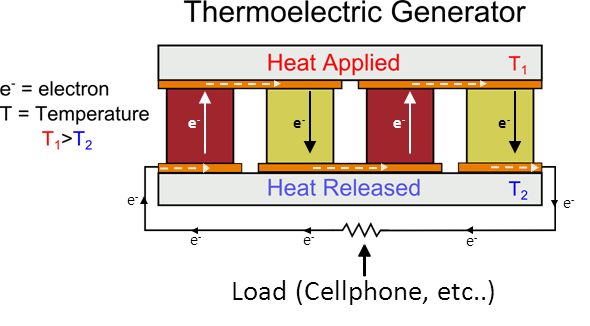 Thermoelectric Generator
Heat Applied T₁
e⁻ = electron
T = Temperature
T₁>T₂
e⁻ e⁻ e⁻ e⁻
Heat Released T₂
e⁻ e⁻
e⁻ e⁻ e⁻
Load (Cellphone, etc..)